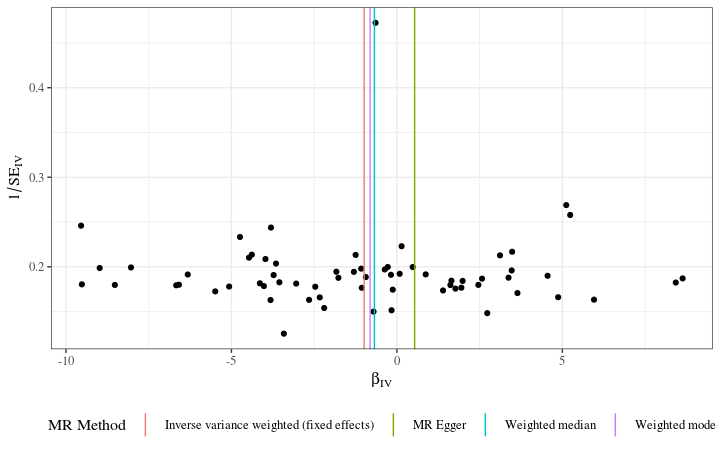 0.4
0.3
0.2
1/SE_IV
-10 -5 0 5
β_IV
MR Method Inverse variance weighted (fixed effects) MR Egger Weighted median Weighted mode